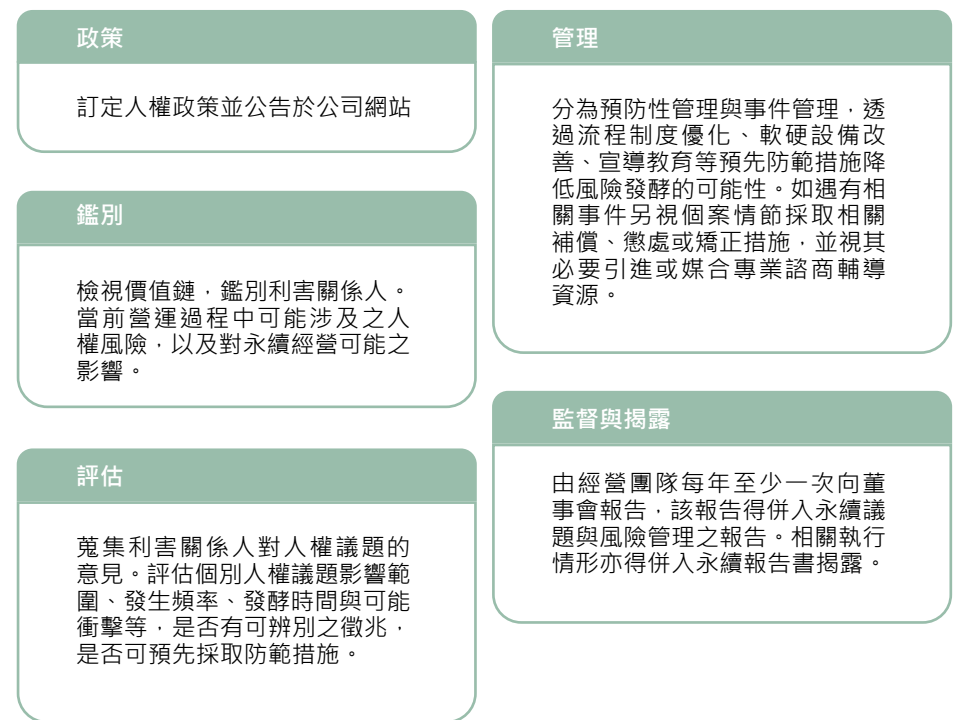 政策
訂定人權政策並公告於公司網站
鑑別
檢視價值鏈，鑑別利害關係人。
當前營運過程中可能涉及之人
權風險，以及對永續經營可能之
影響。
評估
蒐集利害關係人對人權議題的
意見。評估個別人權議題影響範
圍、發生頻率、發酵時間與可能
衝擊等，是否有可辨別之徵兆，
是否可預先採取防範措施。
管理
分為預防性管理與事件管理，透
過流程制度優化、軟硬設備改
善、宣導教育等預先防範措施降
低風險發酵的可能性。如遇有相
關事件另視個案情節採取相關
補償、懲處或矯正措施，並視其
必要引進或媒合專業諮商輔導
資源。
監督與揭露
由經營團隊每年至少一次向董
事會報告，該報告得併入永續議
題與風險管理之報告。相關執行
情形亦得併入永續報告書揭露。